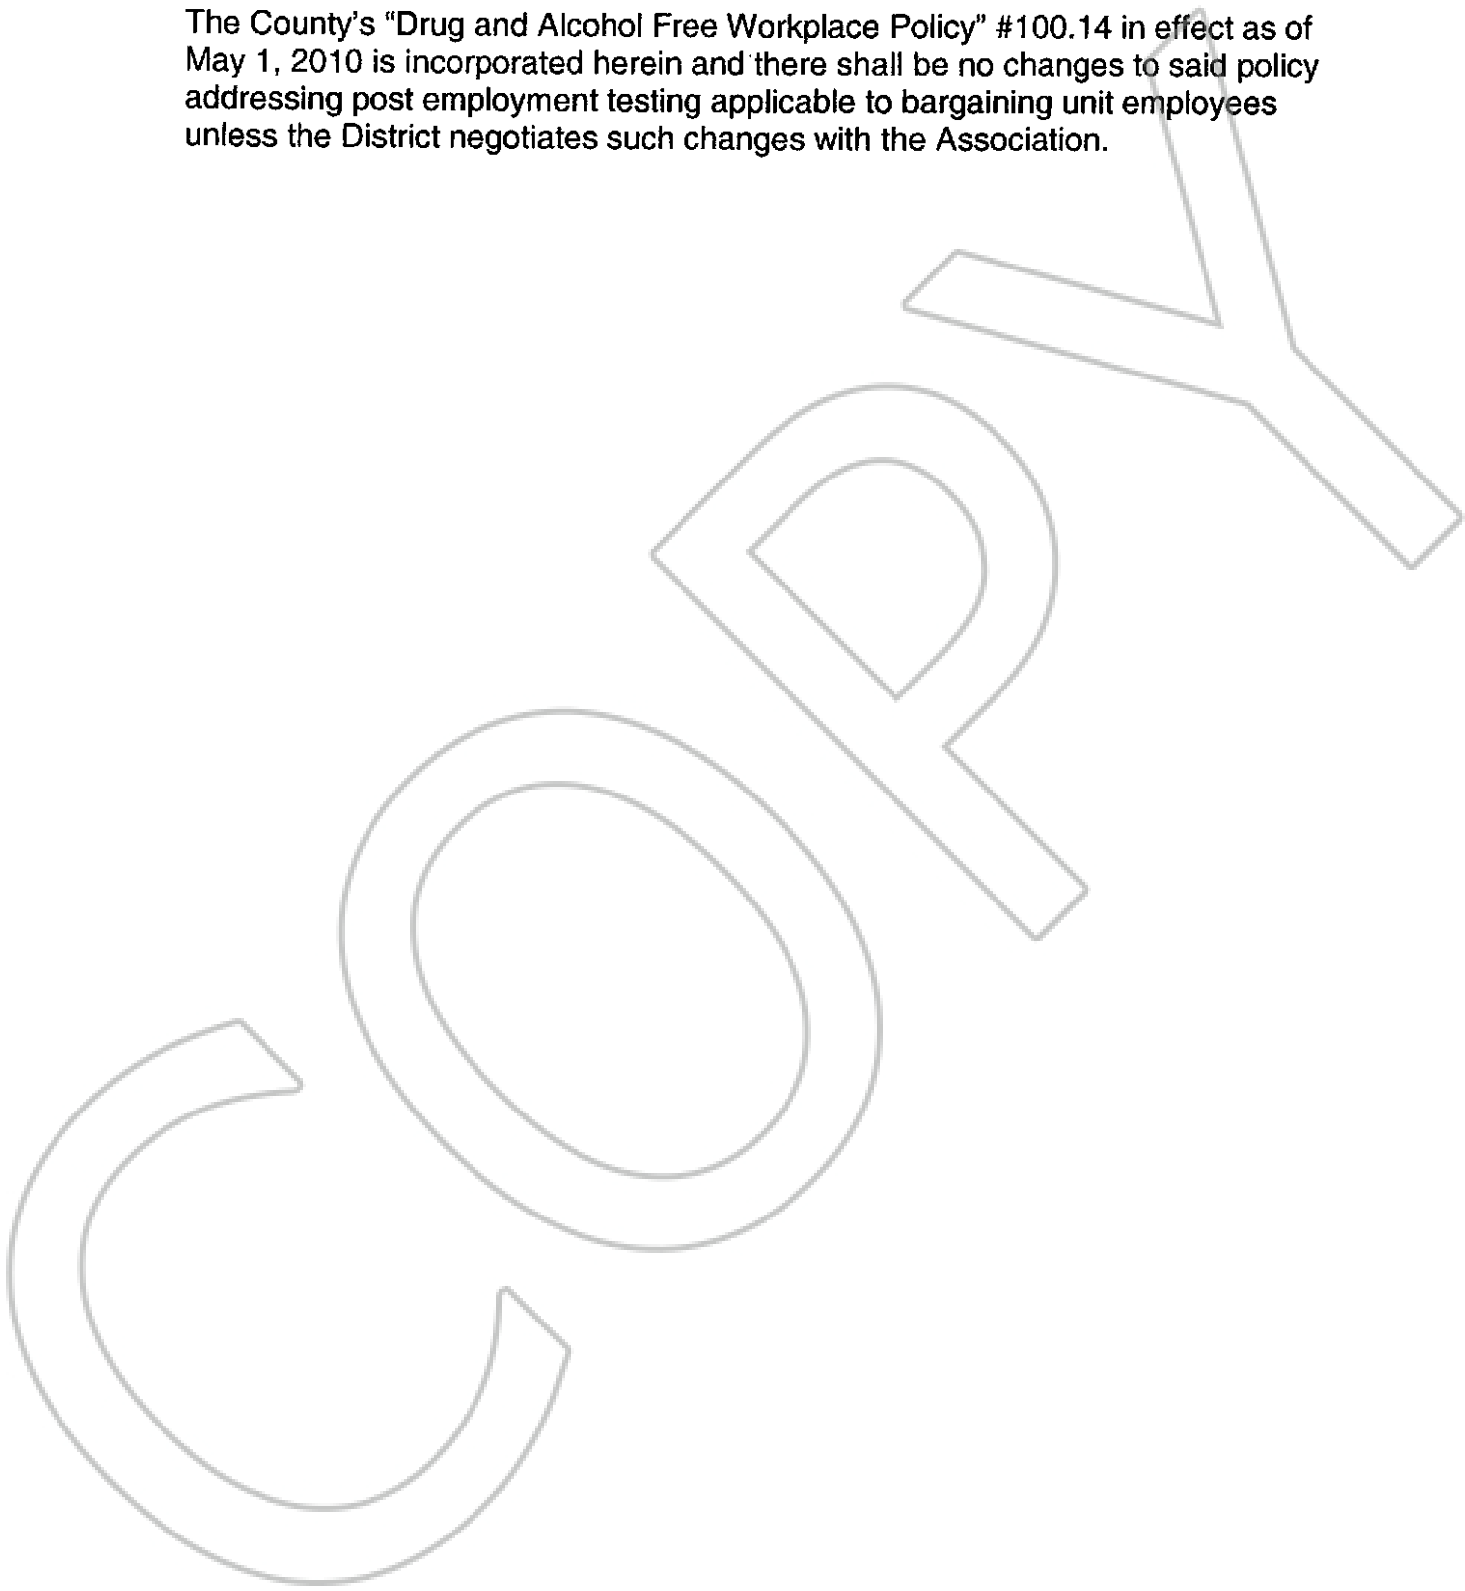 The County's “Drug and Alcohol Free Workplace Policy” #100.14 in effect as of
May 1, 2010 is incorporated herein and there shall be no changes to said policy
addressing post employment testing applicable to bargaining unit employees
unless the District negotiates such changes with the Association.
COPY